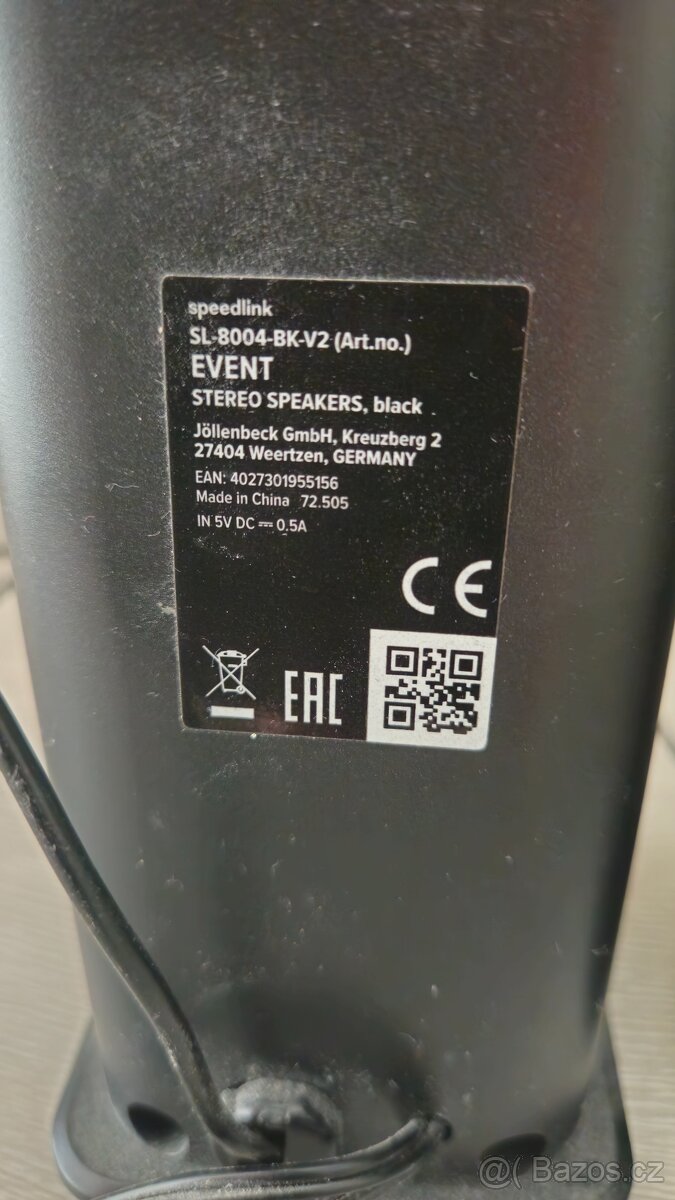 speedlink
SL-8004-BK-V2 (Art.no.)
EVENT
STEREO SPEAKERS, black
Jöllenbeck GmbH, Kreuzberg 2
27404 Weertzen, GERMANY
EAN: 4027301955156
Made in China 72.505
IN 5V DC ⎓ 0.5A
CE
EAC
@( Bazos.cz